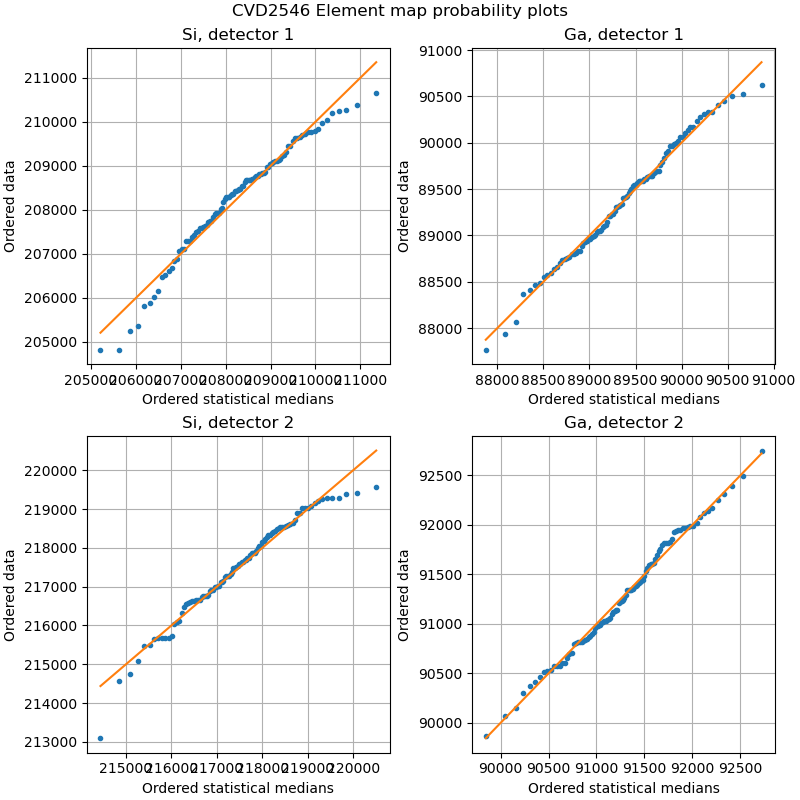 CVD2546 Element map probability plots
Si, detector 1
Ga, detector 1
211000
210000
209000
208000
207000
206000
205000
Ordered data
205000 206000 207000 208000 209000 210000 211000
Ordered statistical medians
91000
90500
90000
89500
89000
88500
88000
Ordered data
88000 88500 89000 89500 90000 90500 91000
Ordered statistical medians
Si, detector 2
Ga, detector 2
220000
219000
218000
217000
216000
215000
214000
213000
Ordered data
215000 216000 217000 218000 219000 220000
Ordered statistical medians
92500
92000
91500
91000
90500
90000
Ordered data
90000 90500 91000 91500 92000 92500
Ordered statistical medians